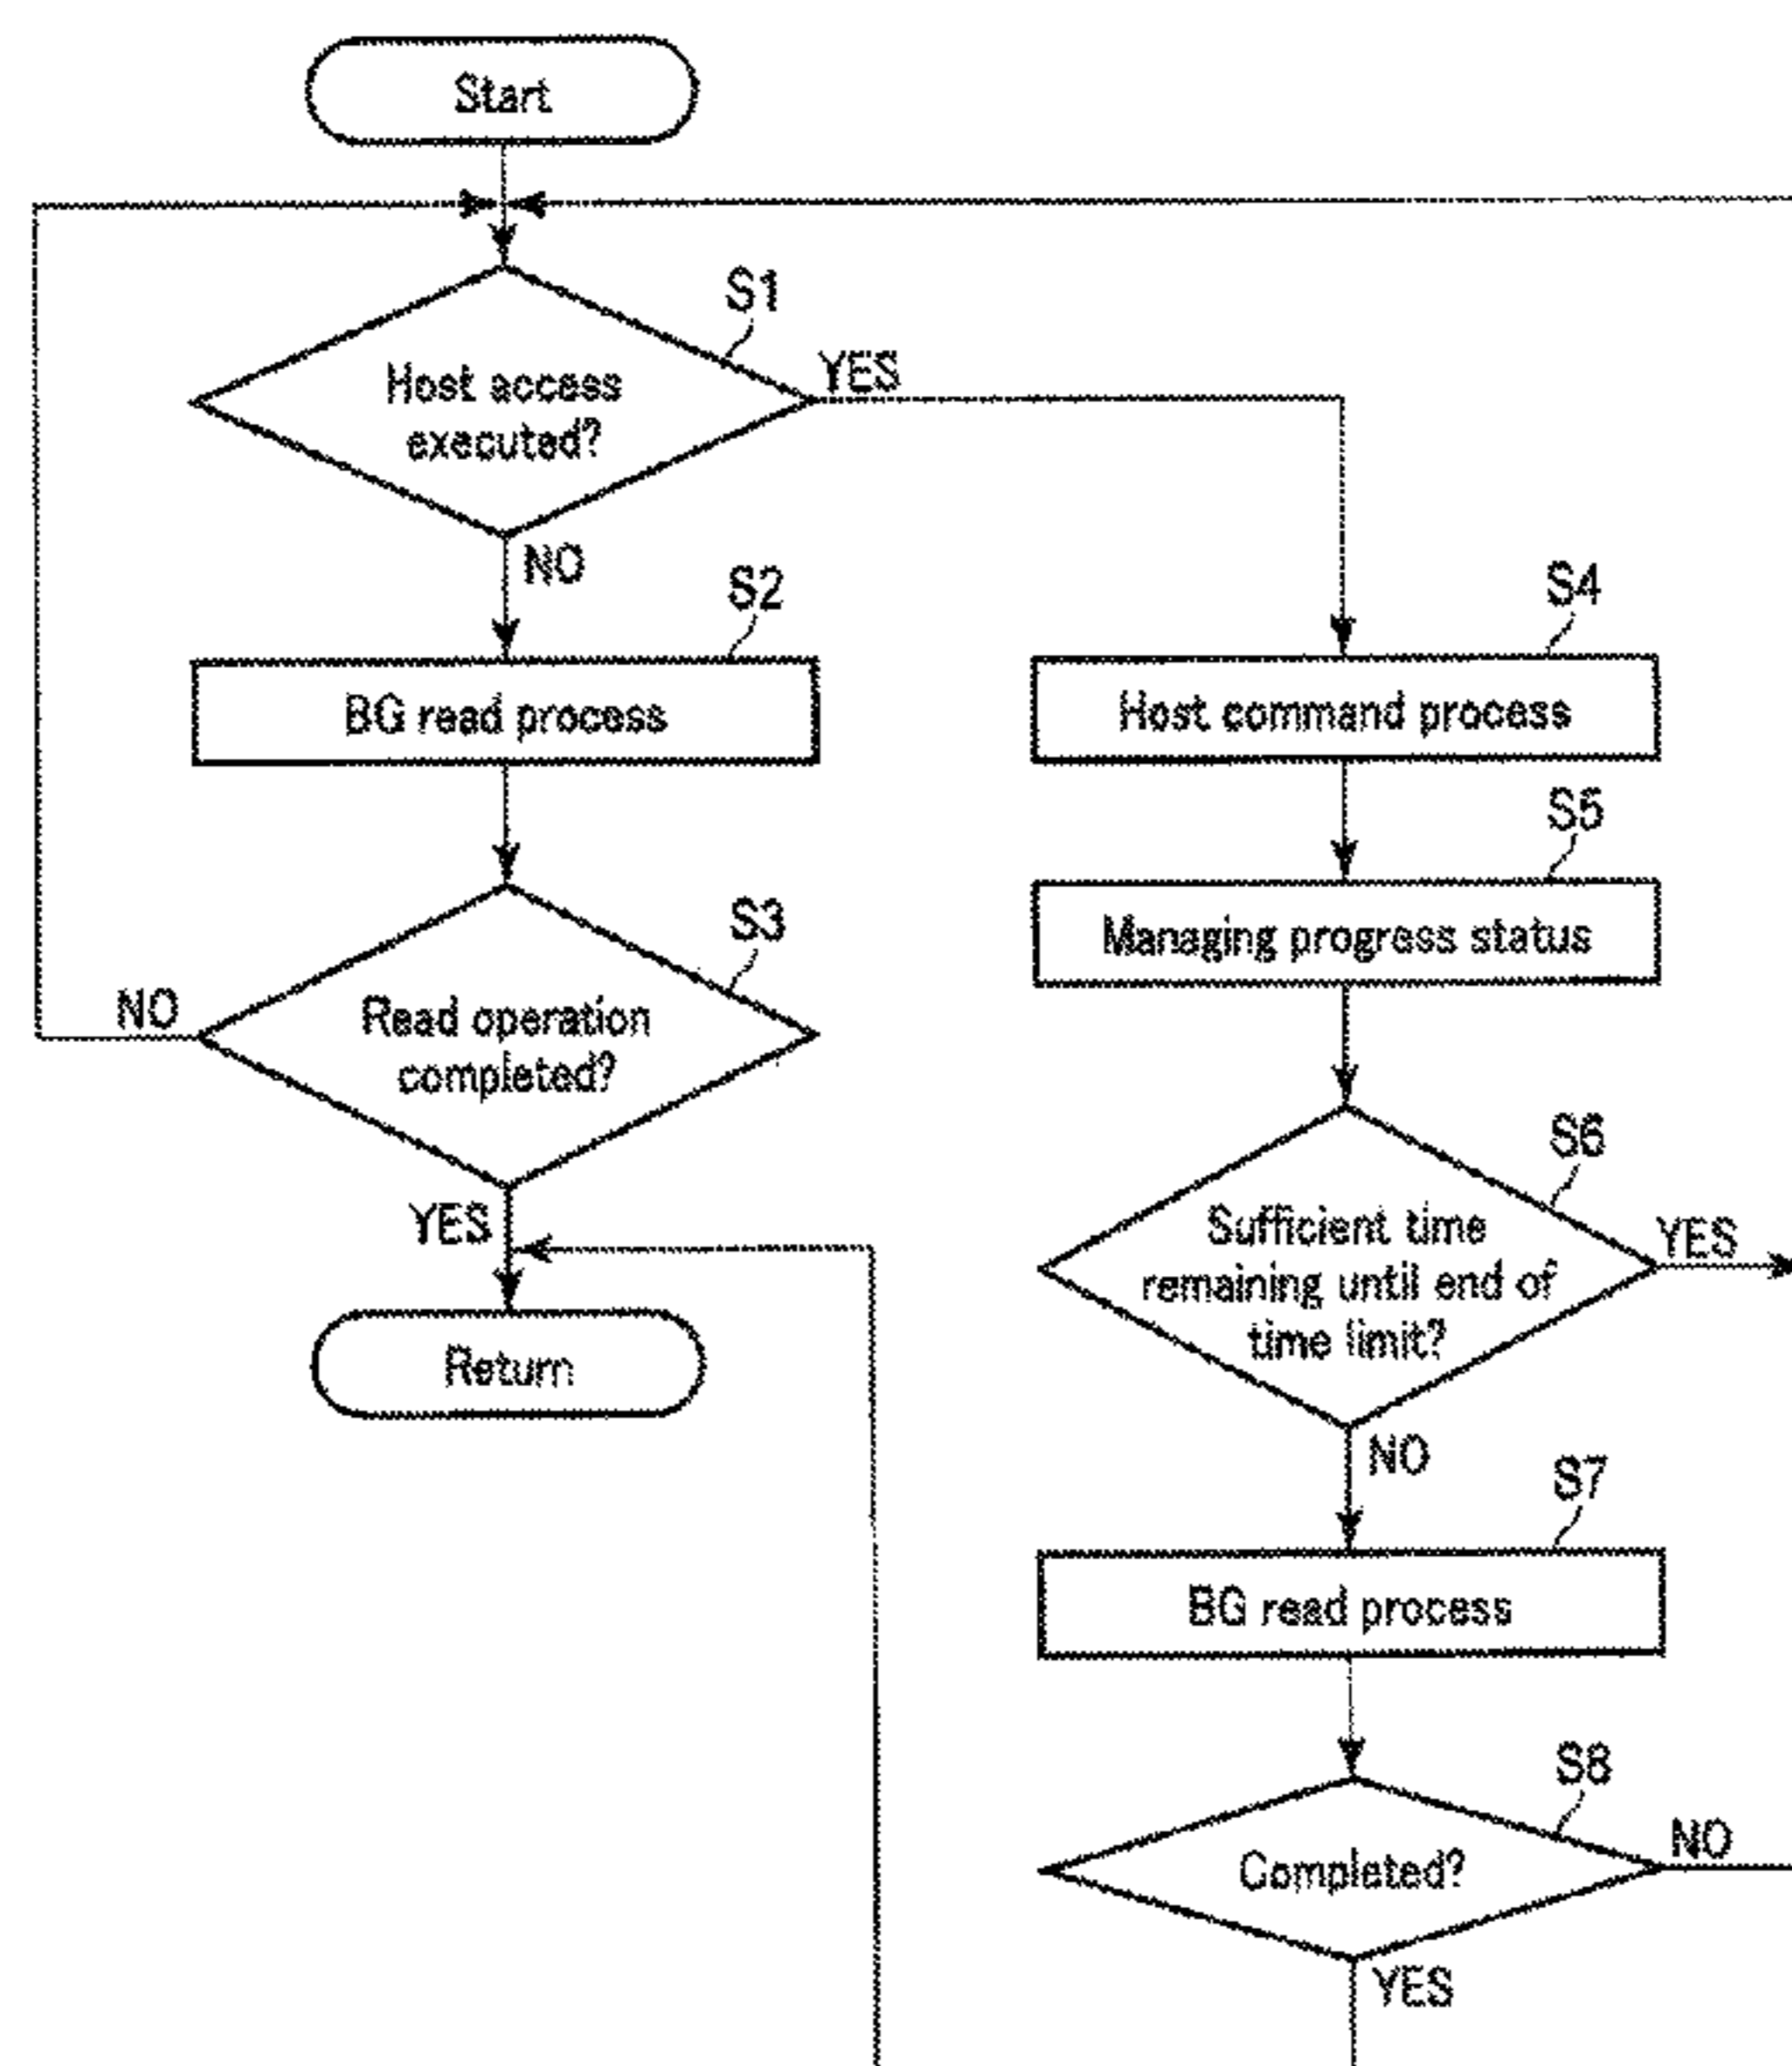 Start
S1
Host access
executed?
YES
NO
S2
BG read process
S3
Read operation
completed?
NO
YES
Return
S4
Host command process
S5
Managing progress status
S6
Sufficient time
remaining until end of
time limit?
YES
NO
S7
BG read process
S8
Completed?
NO
YES